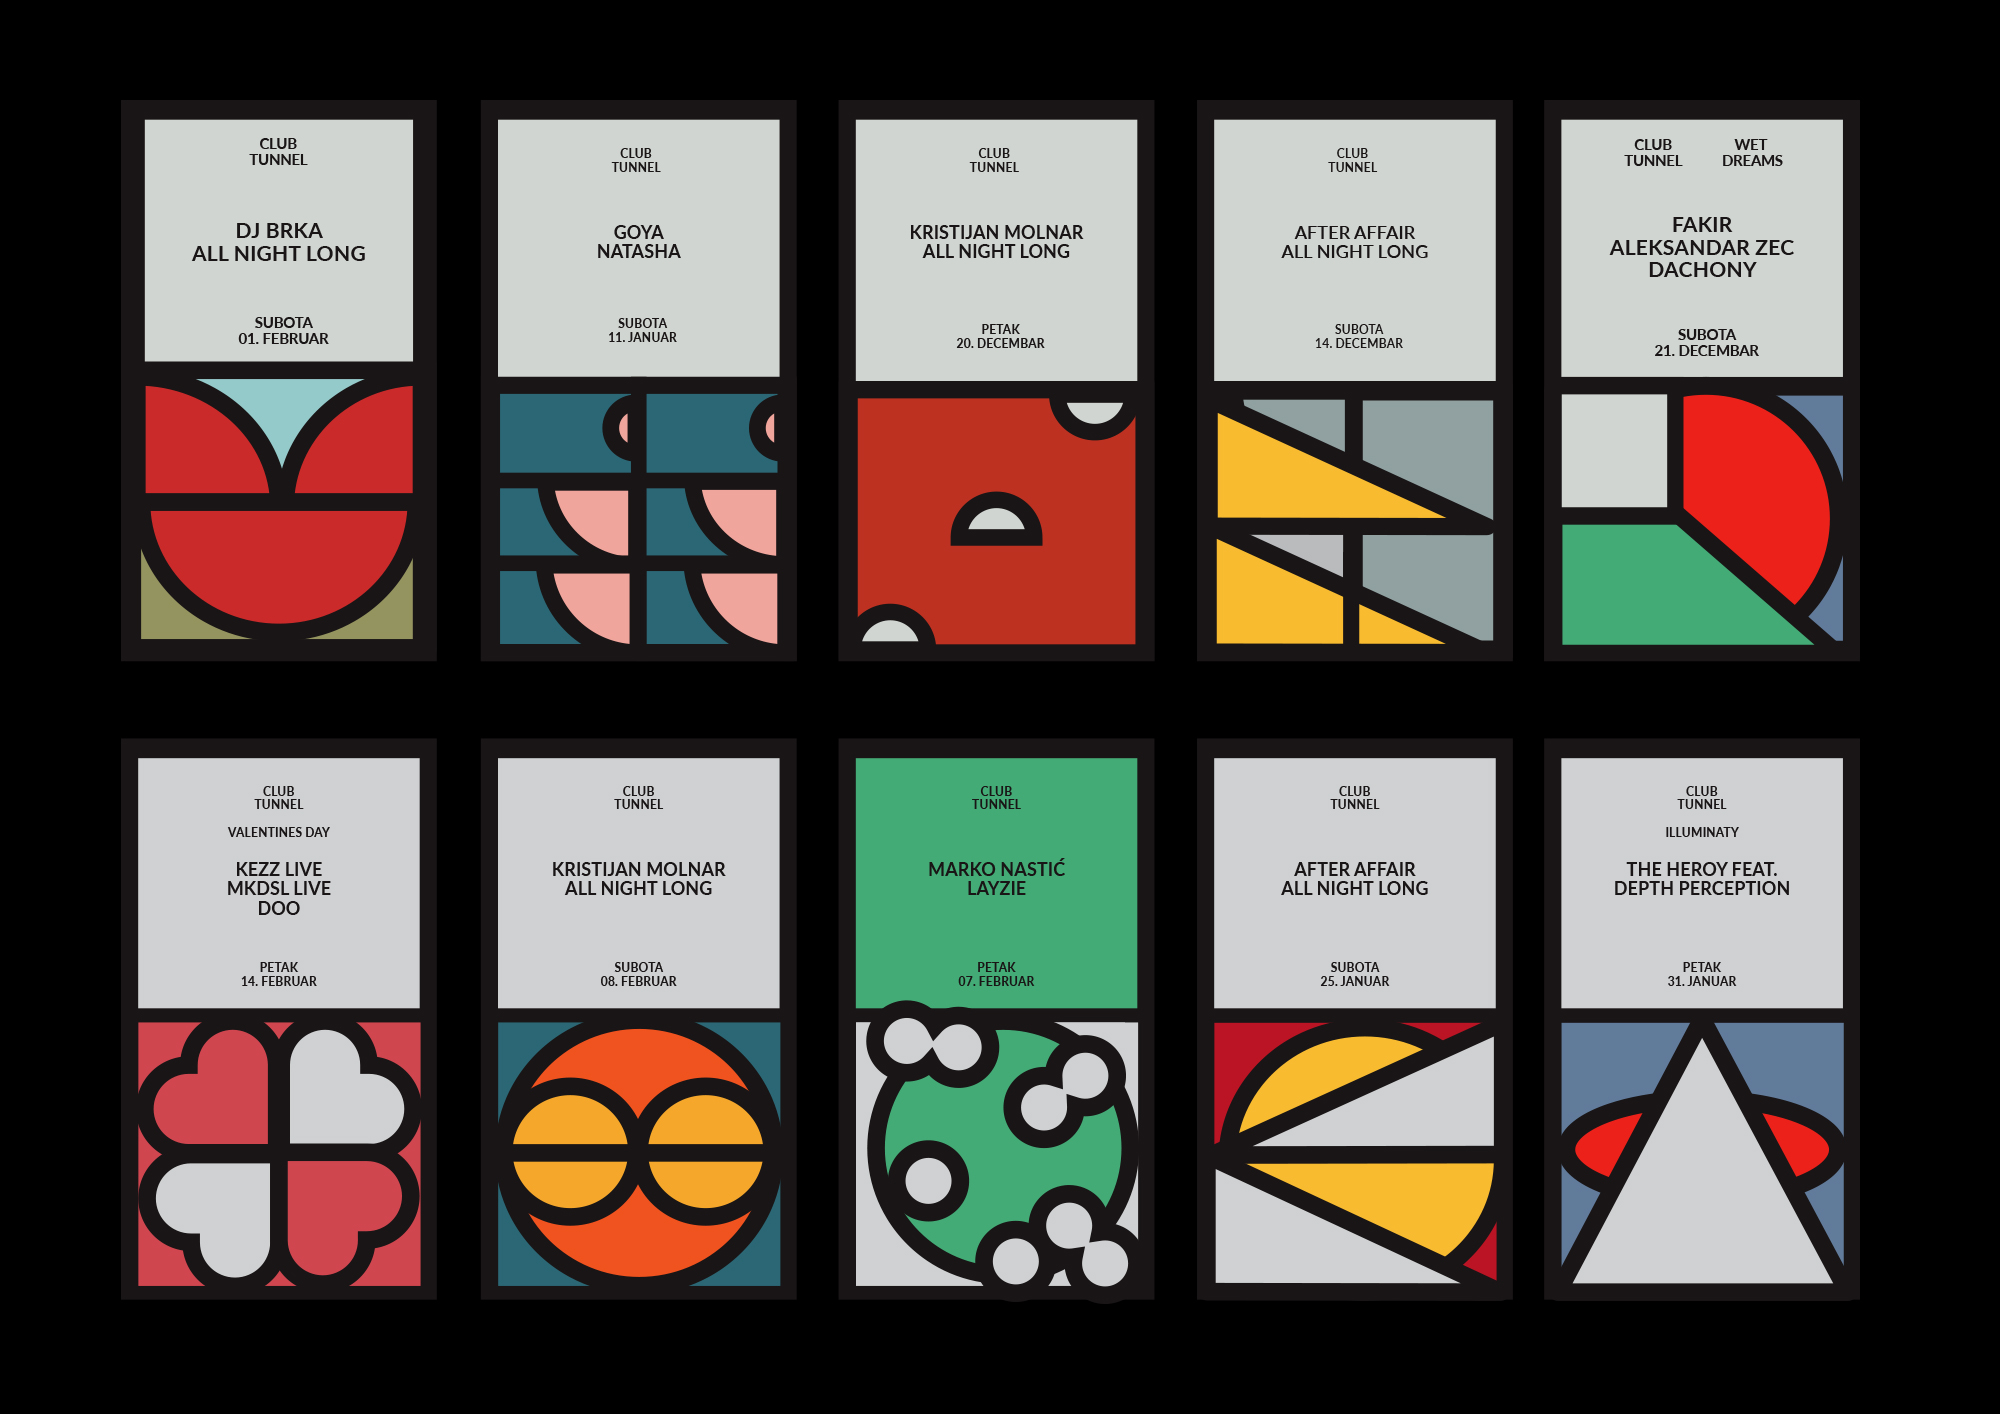 CLUB
TUNNEL
DJ BRKA
ALL NIGHT LONG
SUBOTA
01. FEBRUAR
CLUB
TUNNEL
GOYA
NATASHA
SUBOTA
11. JANUAR
CLUB
TUNNEL
KRISTIJAN MOLNAR
ALL NIGHT LONG
PETAK
20. DECEMBAR
CLUB
TUNNEL
AFTER AFFAIR
ALL NIGHT LONG
SUBOTA
14. DECEMBAR
CLUB
TUNNEL
WET
DREAMS
FAKIR
ALEKSANDAR ZEC
DACHONY
SUBOTA
21. DECEMBAR
CLUB
TUNNEL
VALENTINES DAY
KEZZ LIVE
MKDSL LIVE
DOO
PETAK
14. FEBRUAR
CLUB
TUNNEL
KRISTIJAN MOLNAR
ALL NIGHT LONG
SUBOTA
08. FEBRUAR
CLUB
TUNNEL
MARKO NASTIĆ
LAYZIE
PETAK
07. FEBRUAR
CLUB
TUNNEL
AFTER AFFAIR
ALL NIGHT LONG
SUBOTA
25. JANUAR
CLUB
TUNNEL
ILLUMINATY
THE HEROY FEAT.
DEPTH PERCEPTION
PETAK
31. JANUAR